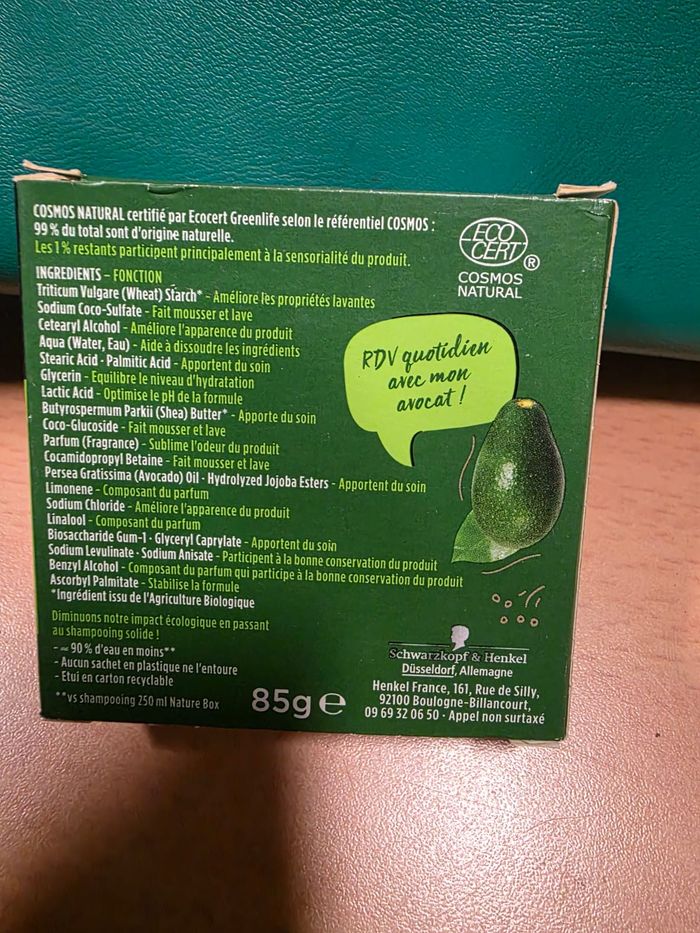 COSMOS NATURAL certifié par Ecocert Greenlife selon le référentiel COSMOS :
99 % du total sont d'origine naturelle.
Les 1 % restants participent principalement à la sensorialité du produit.
ECO
CERT
®
COSMOS
NATURAL
INGREDIENTS – FONCTION
Triticum Vulgare (Wheat) Starch* - Améliore les propriétés lavantes
Sodium Coco-Sulfate - Fait mousser et lave
Cetearyl Alcohol - Améliore l'apparence du produit
Aqua (Water, Eau) - Aide à dissoudre les ingrédients
Stearic Acid · Palmitic Acid - Apportent du soin
Glycerin - Equilibre le niveau d'hydratation
Lactic Acid - Optimise le pH de la formule
Butyrospermum Parkii (Shea) Butter* - Apporte du soin
Coco-Glucoside - Fait mousser et lave
Parfum (Fragrance) - Sublime l'odeur du produit
Cocamidopropyl Betaine - Fait mousser et lave
Persea Gratissima (Avocado) Oil · Hydrolyzed Jojoba Esters - Apportent du soin
Limonene - Composant du parfum
Sodium Chloride - Améliore l'apparence du produit
Linalool - Composant du parfum
Biosaccharide Gum-1 · Glyceryl Caprylate - Apportent du soin
Sodium Levulinate · Sodium Anisate - Participent à la bonne conservation du produit
Benzyl Alcohol - Composant du parfum qui participe à la bonne conservation du produit
Ascorbyl Palmitate - Stabilise la formule
*Ingrédient issu de l'Agriculture Biologique
RDV quotidien
avec mon
avocat !
Diminuons notre impact écologique en passant
au shampooing solide !
- ≈ 90 % d'eau en moins**
- Aucun sachet en plastique ne l'entoure
- Etui en carton recyclable
**vs shampooing 250 ml Nature Box
85g e
Schwarzkopf & Henkel
Düsseldorf, Allemagne
Henkel France, 161, Rue de Silly,
92100 Boulogne-Billancourt,
09 69 32 06 50 · Appel non surtaxé